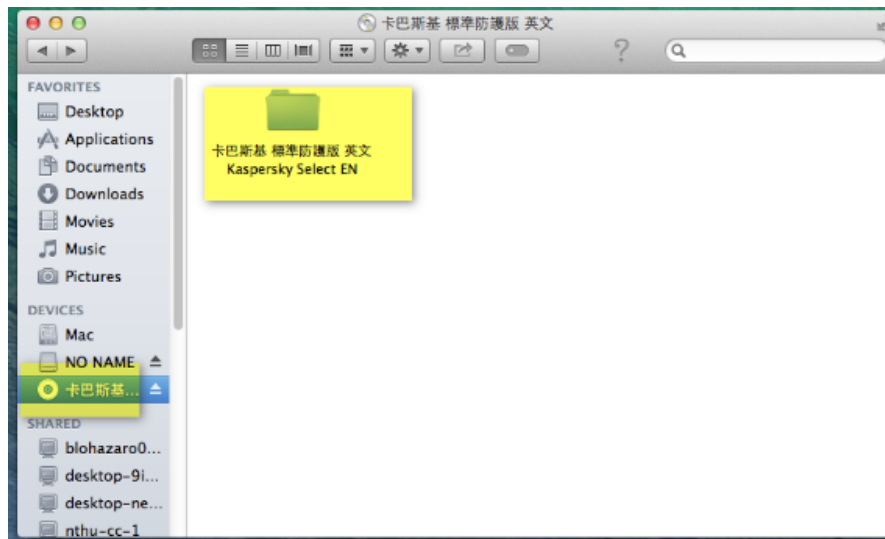 卡巴斯基 標準防護版 英文
FAVORITES
Desktop
Applications
Documents
Downloads
Movies
Music
Pictures
DEVICES
Mac
NO NAME
卡巴斯基...
SHARED
blohazaro0...
desktop-9i...
desktop-ne...
nthu-cc-1
卡巴斯基 標準防護版 英文
Kaspersky Select EN